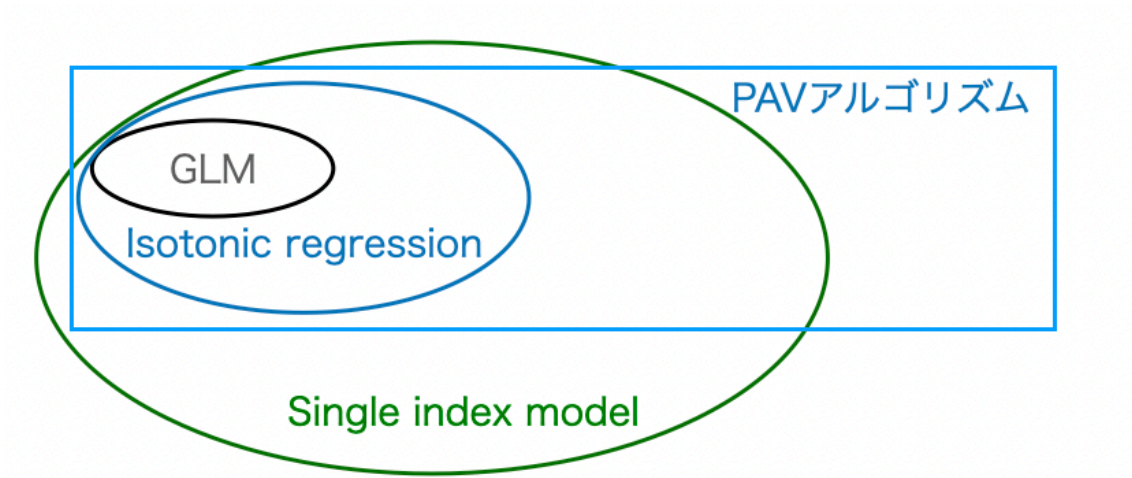 PAVアルゴリズム
GLM
Isotonic regression
Single index model